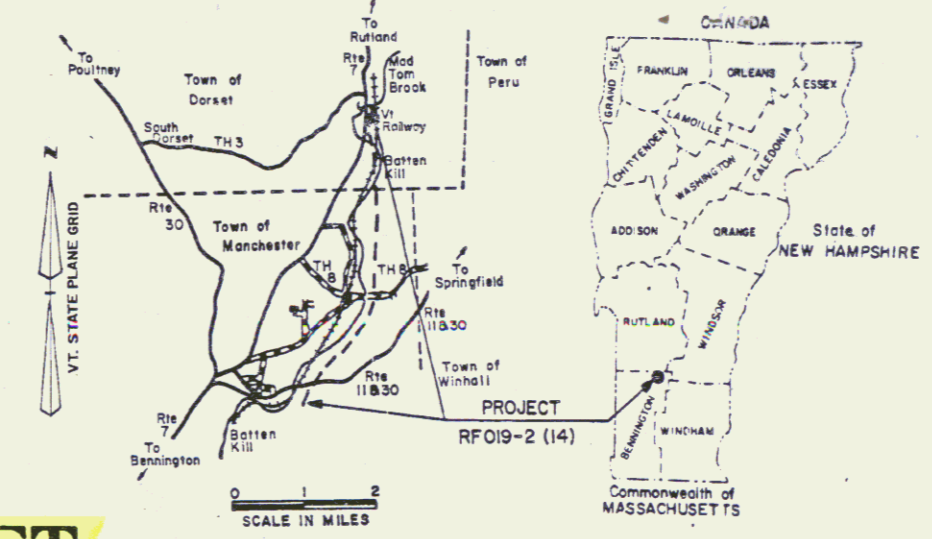 To
Rutland
Rte
7
Mad
Tom
Brook
To
Poultney
Town of
Dorset
Town of
Peru
South
Dorset
TH 3
Vt
Railway
Batten
Kill
N
VT. STATE PLANE GRID
Rte
30
Town of
Manchester
TH
8
TH 8
To
Springfield
Rte
11&30
Town of
Winhall
Rte
11&30
PROJECT
RF019-2 (14)
Rte
7
To
Bennington
Batten
Kill
0 1 2
SCALE IN MILES
CANADA
GRAND ISLE
FRANKLIN
ORLEANS
ESSEX
LAMOILLE
CHITTENDEN
WASHINGTON
CALEDONIA
ADDISON
ORANGE
State of
NEW HAMPSHIRE
RUTLAND
WINDSOR
BENNINGTON
WINDHAM
Commonwealth of
MASSACHUSETTS